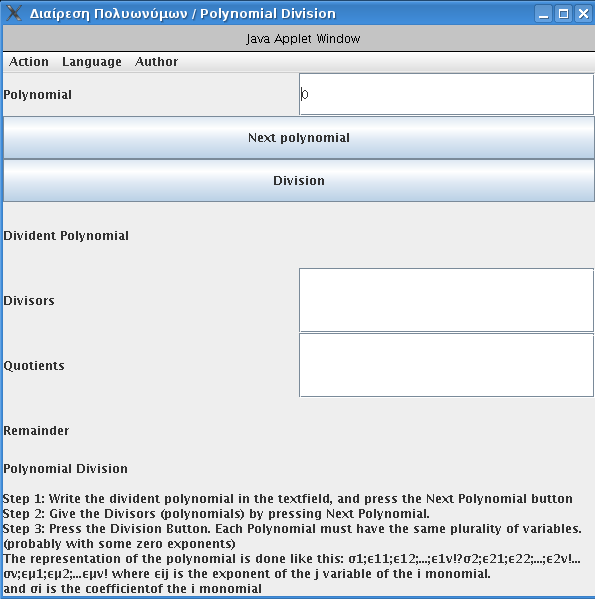 Διαίρεση Πολυωνύμων / Polynomial Division
Java Applet Window
Action Language Author
Polynomial 0
Next polynomial
Division
Divident Polynomial
Divisors
Quotients
Remainder
Polynomial Division
Step 1: Write the divident polynomial in the textfield, and press the Next Polynomial button
Step 2: Give the Divisors (polynomials) by pressing Next Polynomial.
Step 3: Press the Division Button. Each Polynomial must have the same plurality of variables.
(probably with some zero exponents)
The representation of the polynomial is done like this: σ1;ε11;ε12;...;ε1ν!?σ2;ε21;ε22;...;ε2ν!...
σν;εμ1;εμ2;...εμν! where εij is the exponent of the j variable of the i monomial.
and σi is the coefficientof the i monomial